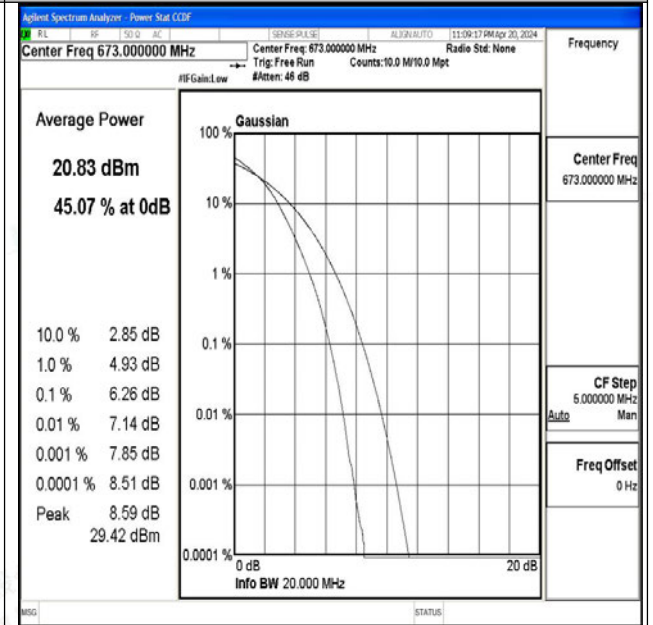 Agilent Spectrum Analyzer - Power Stat CCDF
RL RF 50 Ω AC SENSE:PULSE ALIGN AUTO 11:09:17 PM Apr 20, 2024
Center Freq 673.000000 MHz
Center Freq: 673.000000 MHz Radio Std: None
Trig: Free Run Counts:10.0 M/10.0 Mpt
#IFGain:Low #Atten: 46 dB
Frequency
Average Power
20.83 dBm
45.07 % at 0dB
10.0 % 2.85 dB
1.0 % 4.93 dB
0.1 % 6.26 dB
0.01 % 7.14 dB
0.001 % 7.85 dB
0.0001 % 8.51 dB
Peak 8.59 dB
29.42 dBm
Gaussian
100 %
10 %
1 %
0.1 %
0.01 %
0.001 %
0.0001 %
0 dB 20 dB
Info BW 20.000 MHz
Center Freq
673.000000 MHz
CF Step
5.000000 MHz
Auto Man
Freq Offset
0 Hz
MSG STATUS